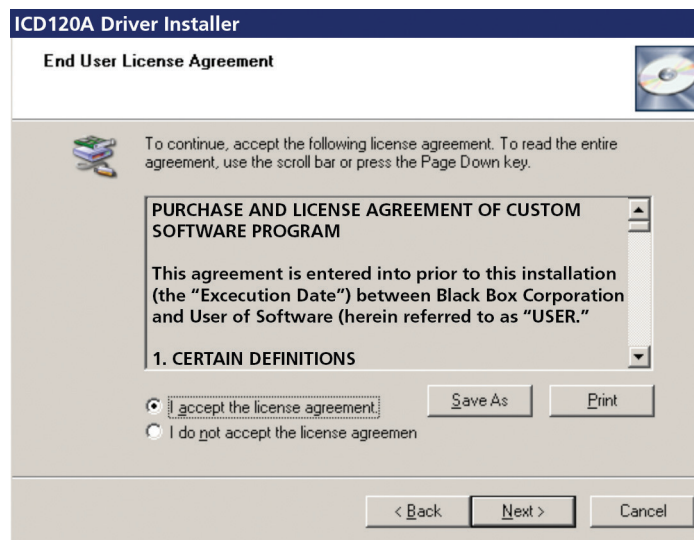 ICD120A Driver Installer
End User License Agreement
To continue, accept the following license agreement. To read the entire
agreement, use the scroll bar or press the Page Down key.
PURCHASE AND LICENSE AGREEMENT OF CUSTOM
SOFTWARE PROGRAM
This agreement is entered into prior to this installation
(the “Excecution Date”) between Black Box Corporation
and User of Software (herein referred to as “USER.”
1. CERTAIN DEFINITIONS
I accept the license agreement.
Save As
Print
I do not accept the license agreemen
< Back
Next >
Cancel